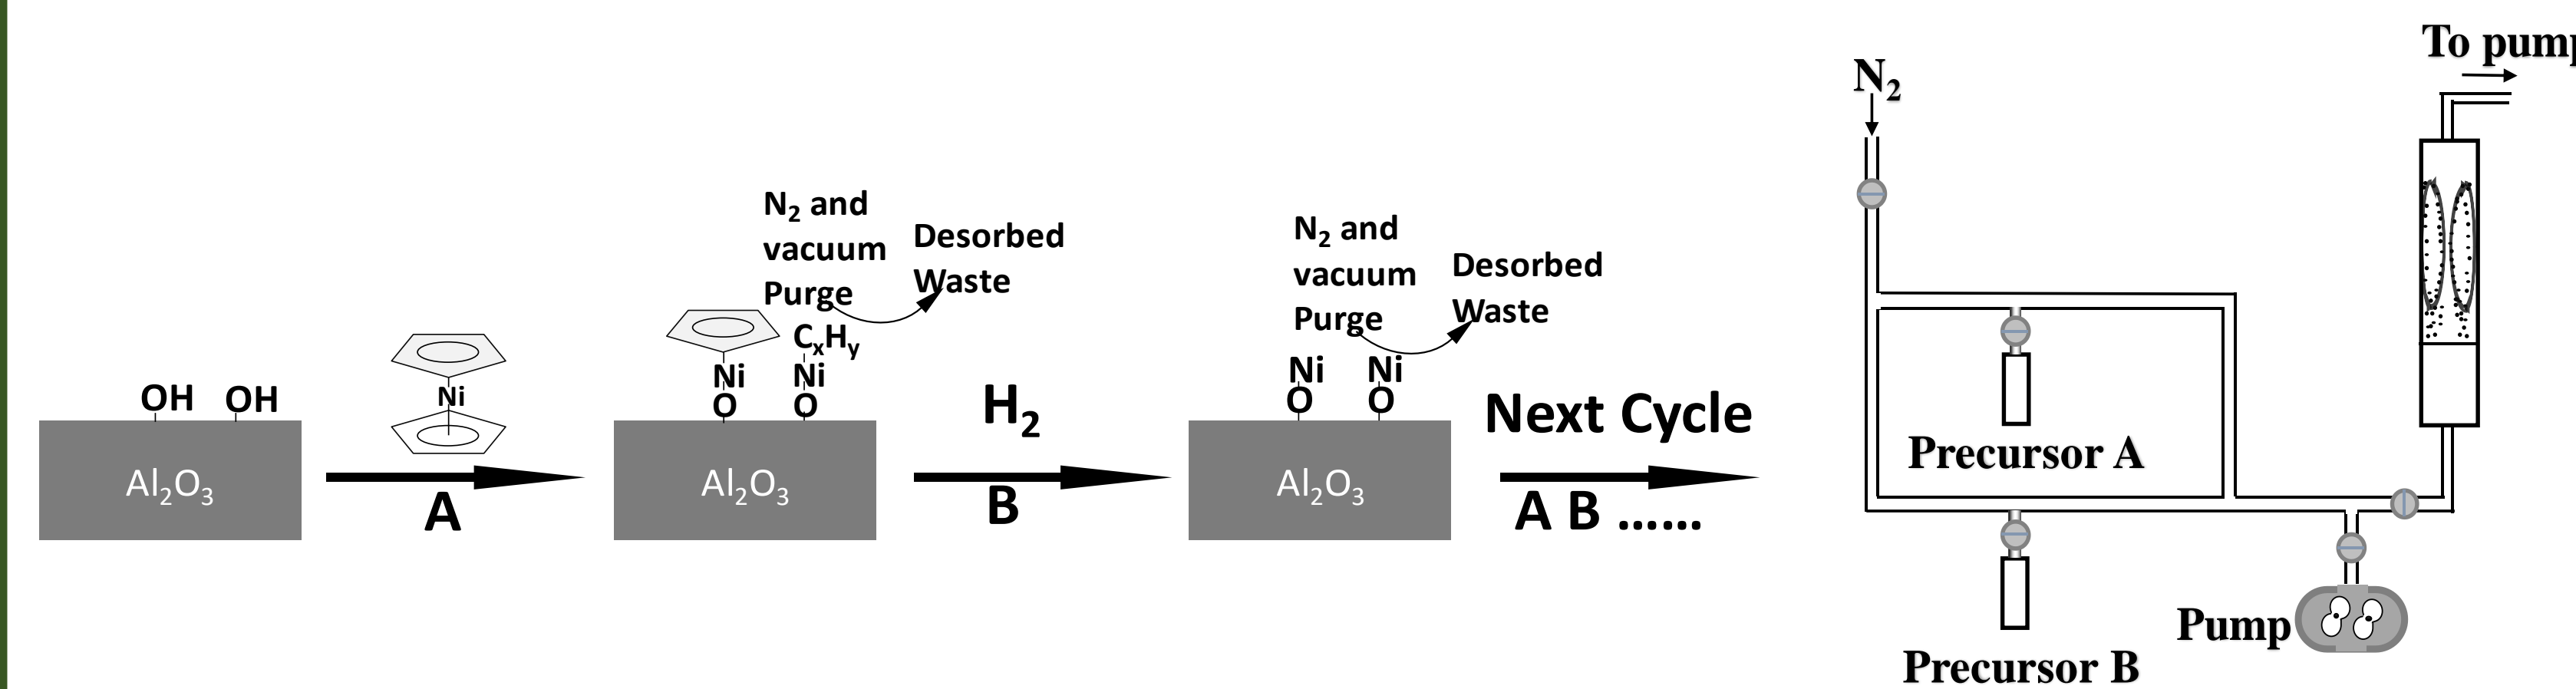 OH OH
Al₂O₃
Ni
A
N₂ and
vacuum
Purge
Desorbed
Waste
CₓHᵧ
Ni Ni
O O
Al₂O₃
H₂
B
N₂ and
vacuum
Purge
Desorbed
Waste
Ni Ni
O O
Al₂O₃
Next Cycle
A B ......
N₂
Precursor A
Precursor B
Pump
To pump